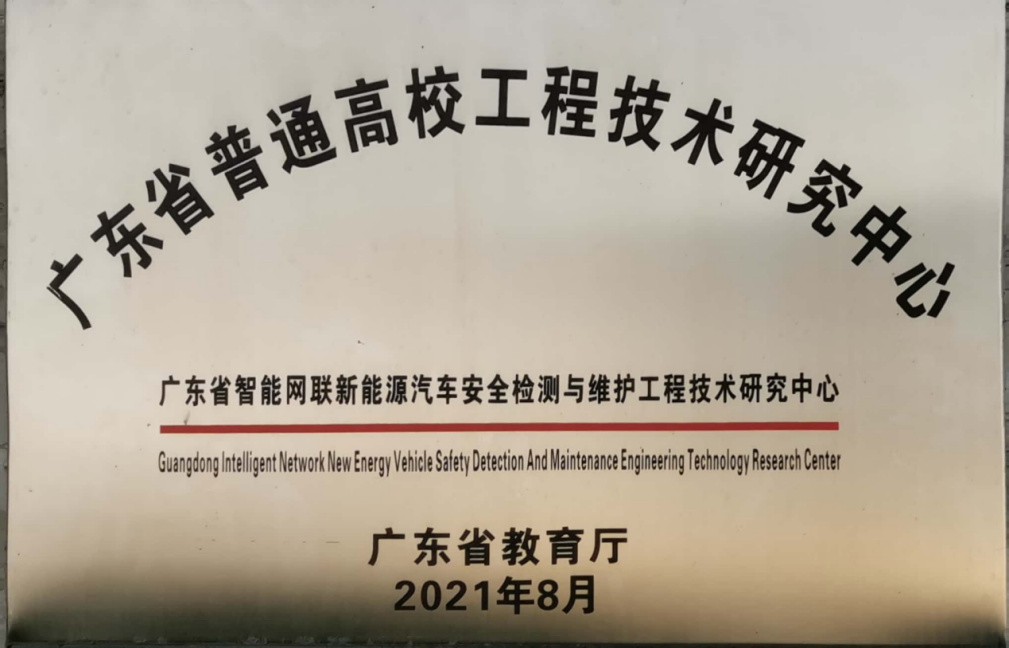 广东省普通高校工程技术研究中心
广东省智能网联新能源汽车安全检测与维护工程技术研究中心
Guangdong Intelligent Network New Energy Vehicle Safety Detection And Maintenance Engineering Technology Research Center
广东省教育厅
2021年8月